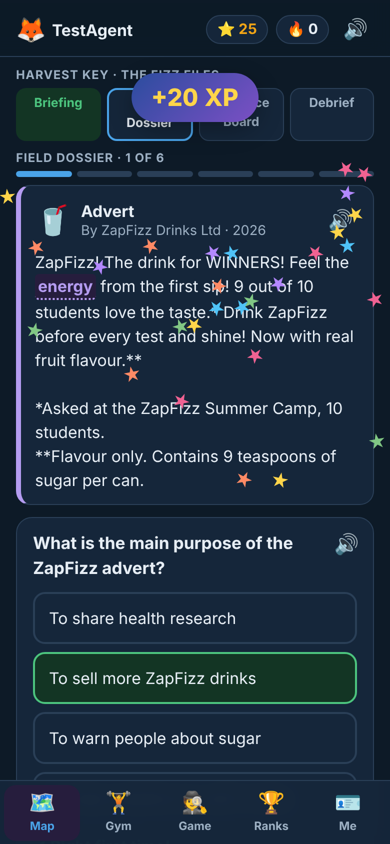 TestAgent
25
0
HARVEST KEY · THE FIZZ FILES
Briefing
Dossier
Board
Debrief
+20 XP
FIELD DOSSIER · 1 OF 6
Advert
By ZapFizz Drinks Ltd · 2026
ZapFizz. The drink for WINNERS! Feel the
energy from the first sip! 9 out of 10
students love the taste.* Drink ZapFizz
before every test and shine! Now with real
fruit flavour.**
*Asked at the ZapFizz Summer Camp, 10
students.
**Flavour only. Contains 9 teaspoons of
sugar per can.
What is the main purpose of the
ZapFizz advert?
To share health research
To sell more ZapFizz drinks
To warn people about sugar
Map
Gym
Game
Ranks
Me